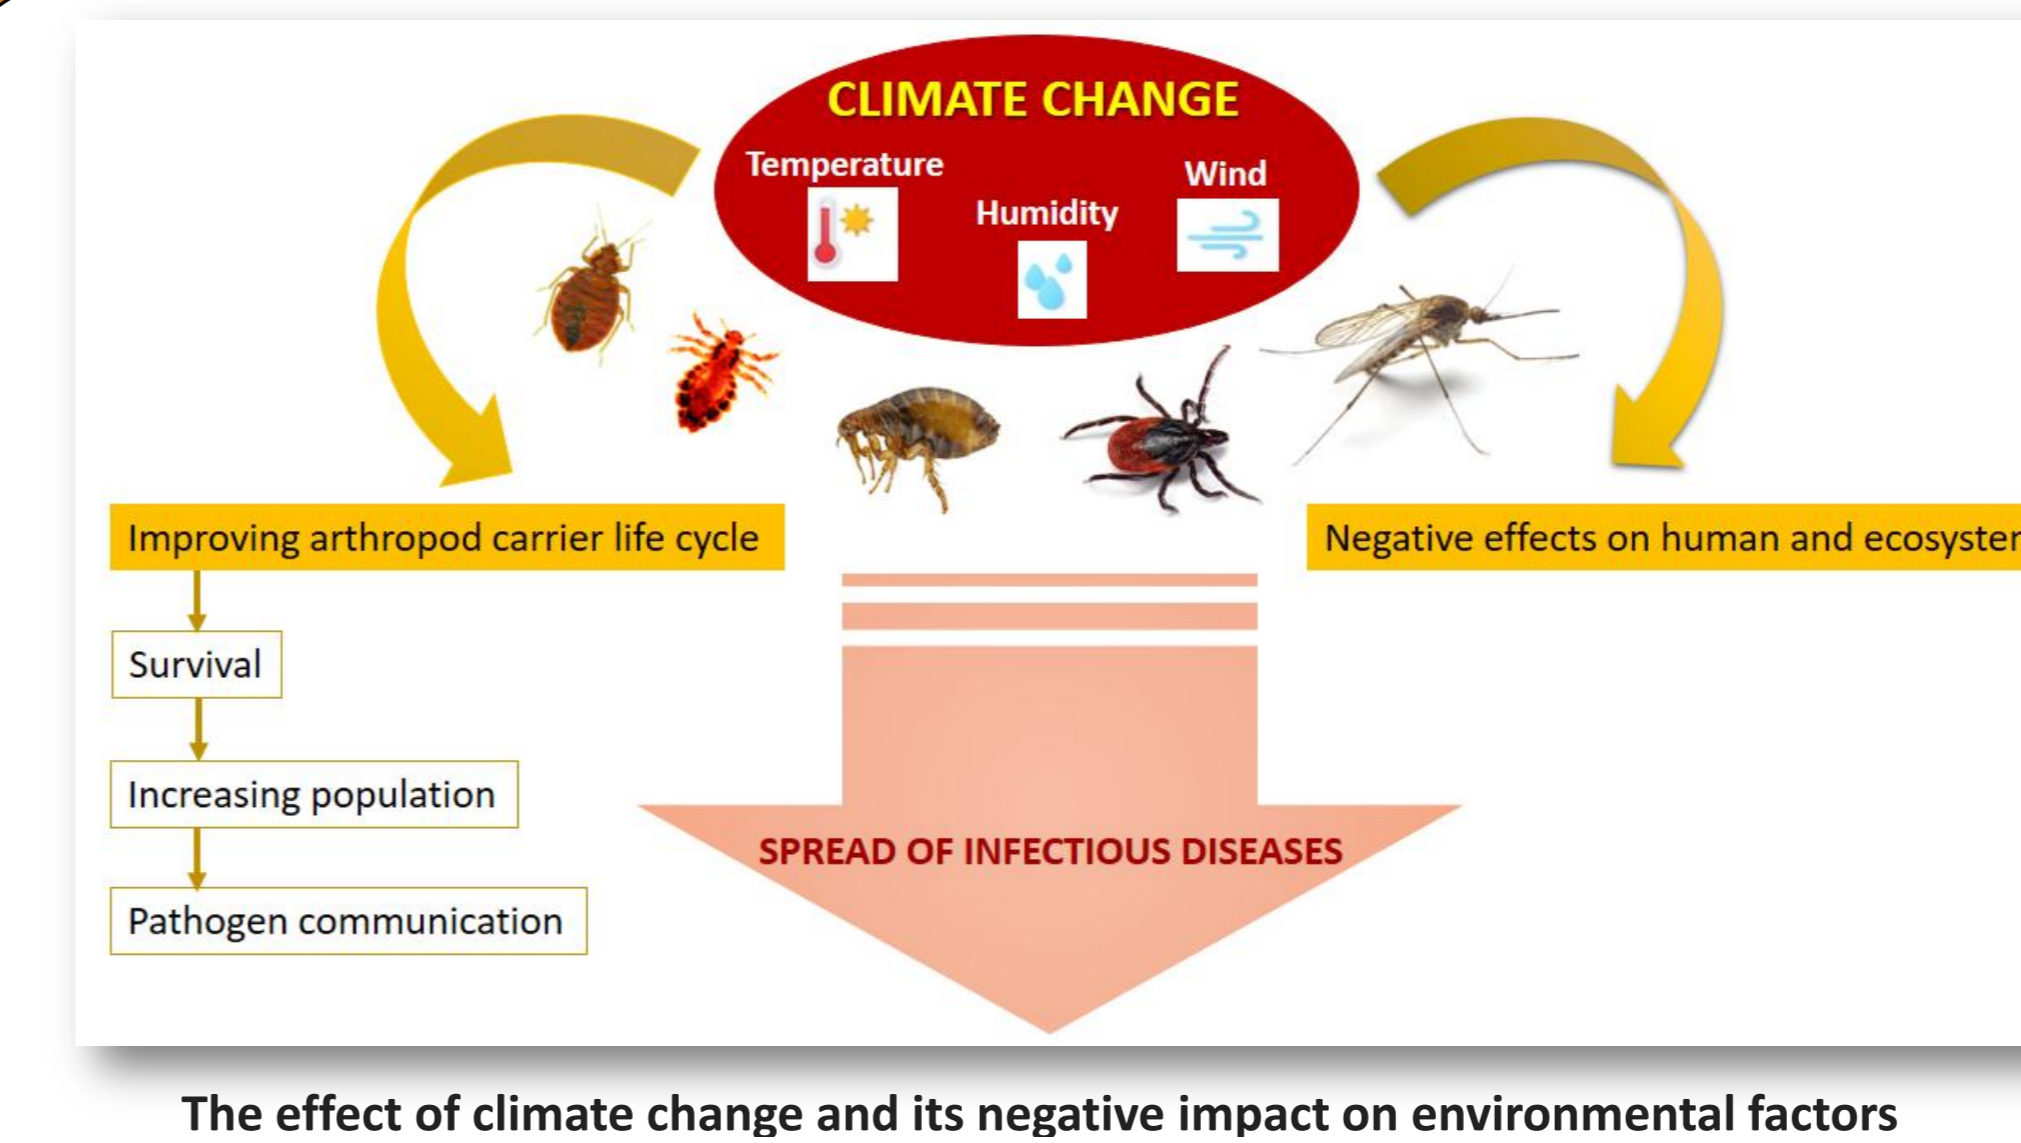 CLIMATE CHANGE
Temperature
Humidity
Wind
Improving arthropod carrier life cycle
Negative effects on human and
Survival
Increasing population
Pathogen communication
SPREAD OF INFECTIOUS DISEASES
The effect of climate change and its negative impact on environmental factors